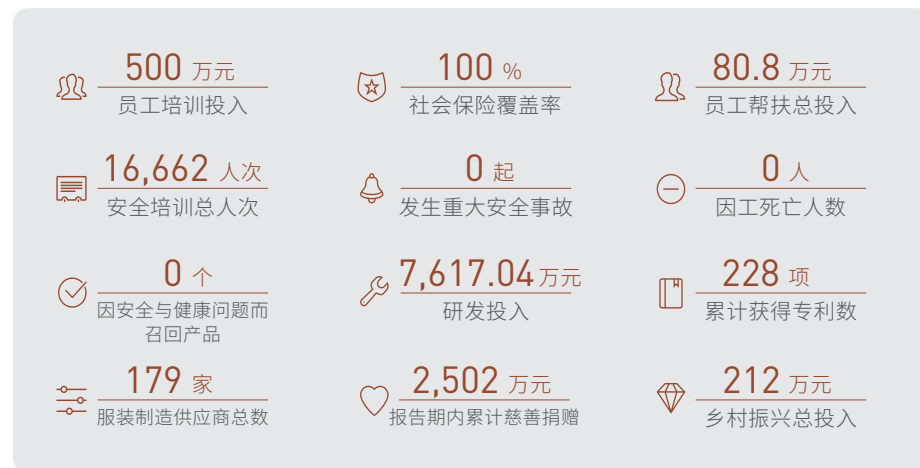 500 万元
员工培训投入
100 %
社会保险覆盖率
80.8 万元
员工帮扶总投入
16,662 人次
安全培训总人次
0 起
发生重大安全事故
0 人
因工死亡人数
0 个
因安全与健康问题而
召回产品
7,617.04 万元
研发投入
228 项
累计获得专利数
179 家
服装制造供应商总数
2,502 万元
报告期内累计慈善捐赠
212 万元
乡村振兴总投入